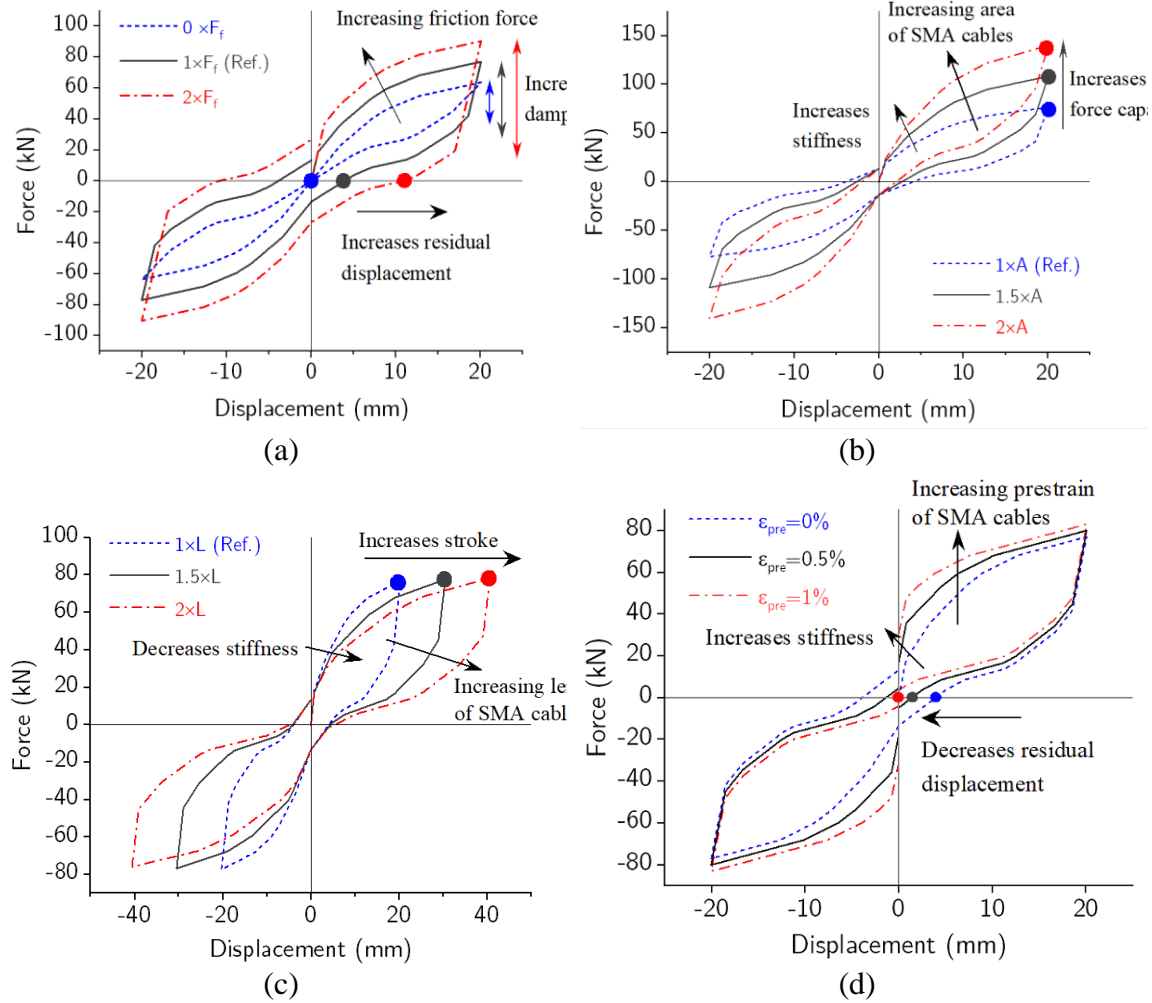 100
80
60
40
20
0
-20
-40
-60
-80
-100
Force (kN)
0 ×F_f
1×F_f (Ref.)
2×F_f
Increasing friction force
Incre
damp
Increases residual
displacement
-20
-10
0
10
20
Displacement (mm)
(a)
150
100
50
0
-50
-100
-150
Force (kN)
Increasing area
of SMA cables
Increases
stiffness
Increases
force capa
1×A (Ref.)
1.5×A
2×A
-20
-10
0
10
20
Displacement (mm)
(b)
100
80
60
40
20
0
-20
-40
-60
-80
Force (kN)
1×L (Ref.)
1.5×L
2×L
Increases stroke
Decreases stiffness
Increasing le
of SMA cabl
-40
-20
0
20
40
Displacement (mm)
(c)
80
60
40
20
0
-20
-40
-60
-80
Force (kN)
ε_pre=0%
ε_pre=0.5%
ε_pre=1%
Increasing prestrain
of SMA cables
Increases stiffness
Decreases residual
displacement
-20
-10
0
10
20
Displacement (mm)
(d)